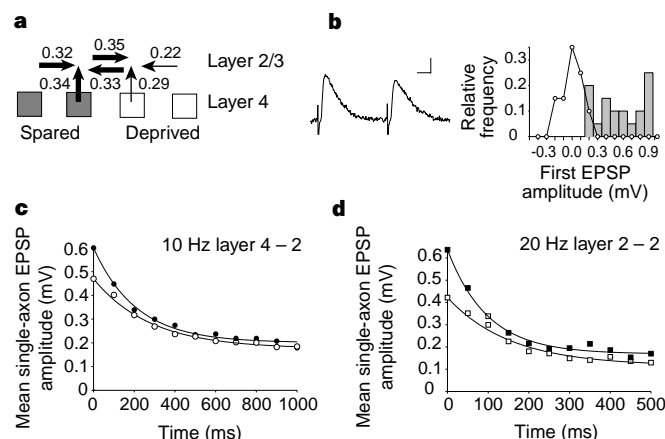 a
0.32
0.35
0.22
Layer 2/3
0.34
0.33
0.29
Layer 4
Spared
Deprived
b
Relative
frequency
0.3
0.2
0.1
0
-0.3
0.0
0.3
0.6
0.9
First EPSP
amplitude (mV)
c
10 Hz layer 4 – 2
Mean single-axon EPSP
amplitude (mV)
0.6
0.5
0.4
0.3
0.2
0.1
0
0
200
400
600
800
1000
Time (ms)
d
20 Hz layer 2 – 2
Mean single-axon EPSP
amplitude (mV)
0.6
0.5
0.4
0.3
0.2
0.1
0
0
100
200
300
400
500
Time (ms)